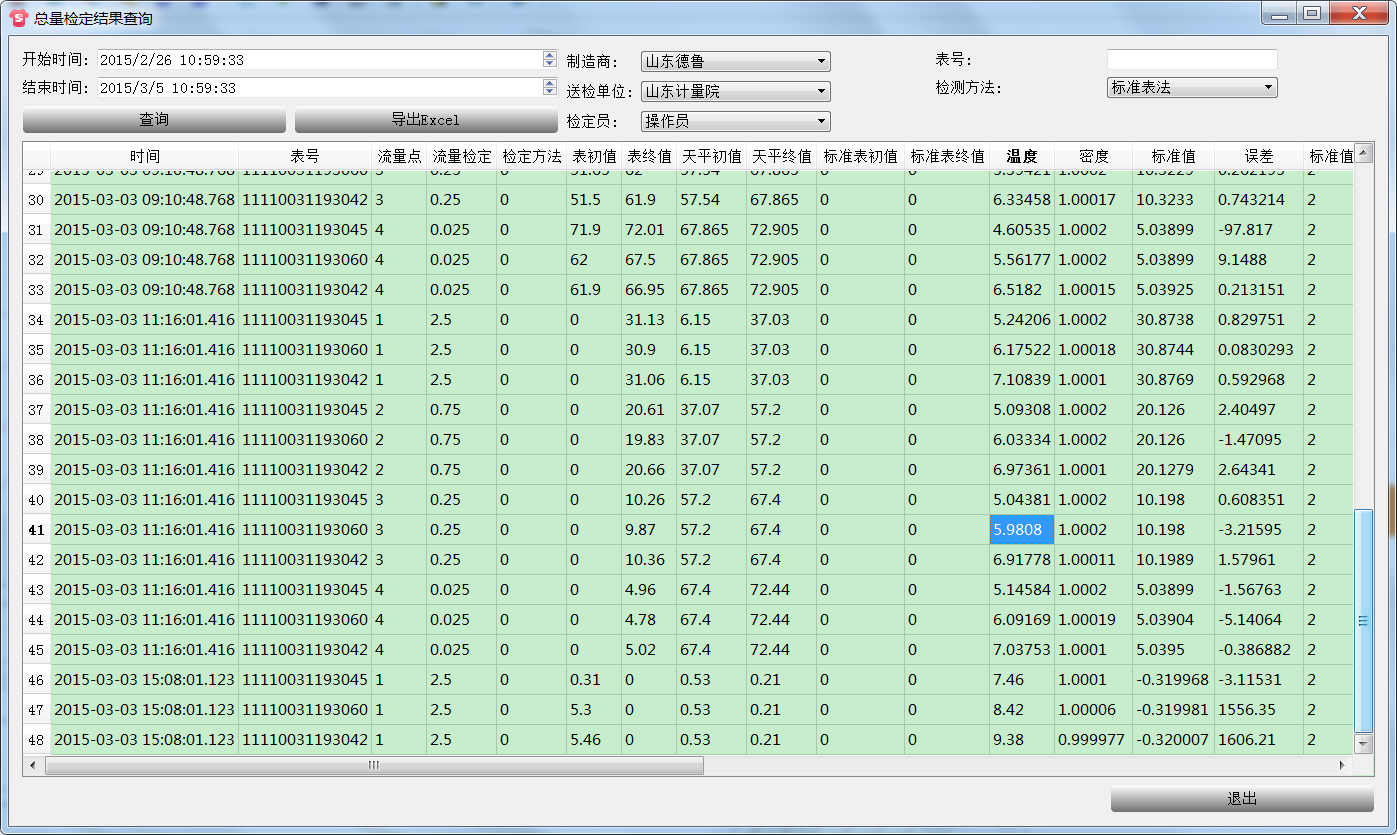 总量检定结果查询
开始时间: 2015/2/26 10:59:33 制造商: 山东德鲁 表号:
结束时间: 2015/3/5 10:59:33 送检单位: 山东计量院 检测方法: 标准表法
查询 导出Excel 检定员: 操作员
时间 表号 流量点 流量检定 检定方法 表初值 表终值 天平初值 天平终值 标准表初值 标准表终值 温度 密度 标准值 误差 标准值
30 2015-03-03 09:10:48.768 11110031193042 3 0.25 0 51.5 61.9 57.54 67.865 0 0 6.33458 1.00017 10.3233 0.743214 2
31 2015-03-03 09:10:48.768 11110031193045 4 0.025 0 71.9 72.01 67.865 72.905 0 0 4.60535 1.0002 5.03899 -97.817 2
32 2015-03-03 09:10:48.768 11110031193060 4 0.025 0 62 67.5 67.865 72.905 0 0 5.56177 1.0002 5.03899 9.1488 2
33 2015-03-03 09:10:48.768 11110031193042 4 0.025 0 61.9 66.95 67.865 72.905 0 0 6.5182 1.00015 5.03925 0.213151 2
34 2015-03-03 11:16:01.416 11110031193045 1 2.5 0 0 31.13 6.15 37.03 0 0 5.24206 1.0002 30.8738 0.829751 2
35 2015-03-03 11:16:01.416 11110031193060 1 2.5 0 0 30.9 6.15 37.03 0 0 6.17522 1.00018 30.8744 0.0830293 2
36 2015-03-03 11:16:01.416 11110031193042 1 2.5 0 0 31.06 6.15 37.03 0 0 7.10839 1.0001 30.8769 0.592968 2
37 2015-03-03 11:16:01.416 11110031193045 2 0.75 0 0 20.61 37.07 57.2 0 0 5.09308 1.0002 20.126 2.40497 2
38 2015-03-03 11:16:01.416 11110031193060 2 0.75 0 0 19.83 37.07 57.2 0 0 6.03334 1.0002 20.126 -1.47095 2
39 2015-03-03 11:16:01.416 11110031193042 2 0.75 0 0 20.66 37.07 57.2 0 0 6.97361 1.0001 20.1279 2.64341 2
40 2015-03-03 11:16:01.416 11110031193045 3 0.25 0 0 10.26 57.2 67.4 0 0 5.04381 1.0002 10.198 0.608351 2
41 2015-03-03 11:16:01.416 11110031193060 3 0.25 0 0 9.87 57.2 67.4 0 0 5.9808 1.0002 10.198 -3.21595 2
42 2015-03-03 11:16:01.416 11110031193042 3 0.25 0 0 10.36 57.2 67.4 0 0 6.91778 1.00011 10.1989 1.57961 2
43 2015-03-03 11:16:01.416 11110031193045 4 0.025 0 0 4.96 67.4 72.44 0 0 5.14584 1.0002 5.03899 -1.56763 2
44 2015-03-03 11:16:01.416 11110031193060 4 0.025 0 0 4.78 67.4 72.44 0 0 6.09169 1.00019 5.03904 -5.14064 2
45 2015-03-03 11:16:01.416 11110031193042 4 0.025 0 0 5.02 67.4 72.44 0 0 7.03753 1.0001 5.0395 -0.386882 2
46 2015-03-03 15:08:01.123 11110031193045 1 2.5 0 0.31 0 0.53 0.21 0 0 7.46 1.0001 -0.319968 -3.11531 2
47 2015-03-03 15:08:01.123 11110031193060 1 2.5 0 5.3 0 0.53 0.21 0 0 8.42 1.00006 -0.319981 1556.35 2
48 2015-03-03 15:08:01.123 11110031193042 1 2.5 0 5.46 0 0.53 0.21 0 0 9.38 0.999977 -0.320007 1606.21 2
退出